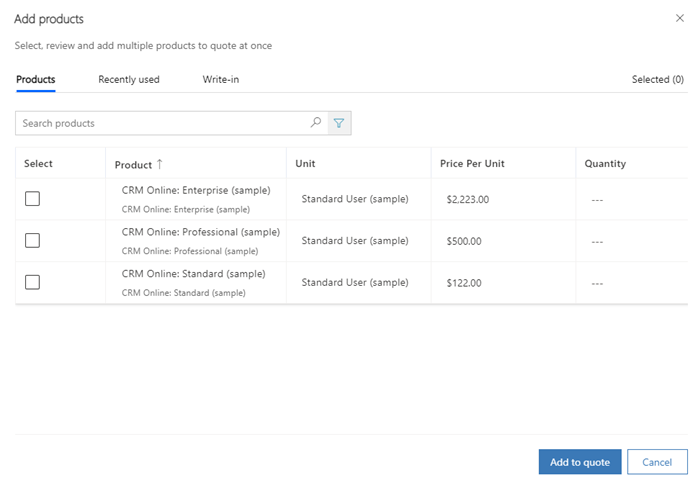 Add products
Select, review and add multiple products to quote at once
Products Recently used Write-in Selected (0)
Search products
Select Product ↑ Unit Price Per Unit Quantity
CRM Online: Enterprise (sample)
CRM Online: Enterprise (sample)
Standard User (sample) $2,223.00 ---
CRM Online: Professional (sample)
CRM Online: Professional (sample)
Standard User (sample) $500.00 ---
CRM Online: Standard (sample)
CRM Online: Standard (sample)
Standard User (sample) $122.00 ---
Add to quote Cancel